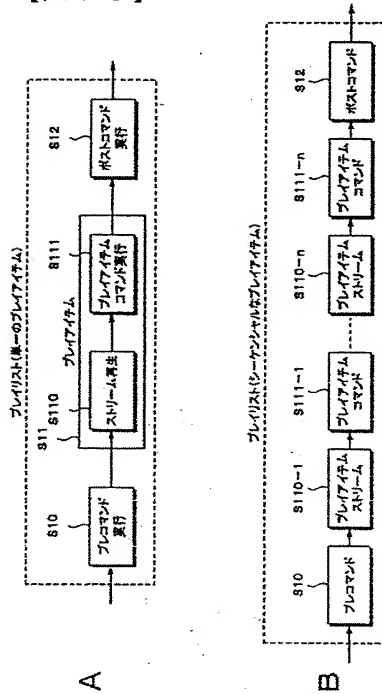 A
プレイリスト(単一のプレイアイテム)
S10
プレコマンド
実行
S11
プレイアイテム
S110
ストリーム再生
S111
プレイアイテム
コマンド実行
S12
ポストコマンド
実行
B
プレイリスト(シーケンシャルなプレイアイテム)
S10
プレコマンド
S110-1
プレイアイテム
ストリーム
S111-1
プレイアイテム
コマンド
S110-n
プレイアイテム
ストリーム
S111-n
プレイアイテム
コマンド
S12
ポストコマンド